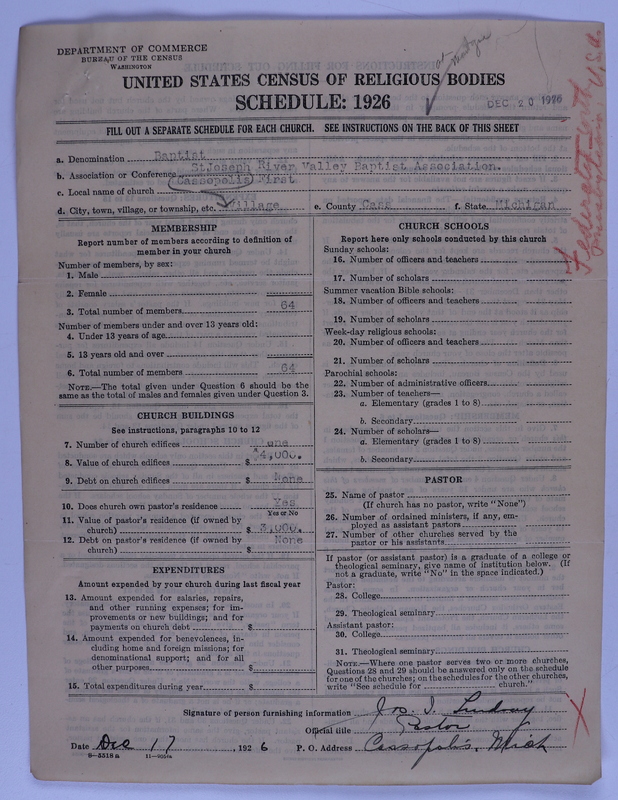 DEPARTMENT OF COMMERCE
BUREAU OF THE CENSUS
WASHINGTON
UNITED STATES CENSUS OF RELIGIOUS BODIES
SCHEDULE: 1926
DEC 20 1926
FILL OUT A SEPARATE SCHEDULE FOR EACH CHURCH. SEE INSTRUCTIONS ON THE BACK OF THIS SHEET
a. Denomination Baptist
b. Association or Conference StJoseph River Valley Baptist Association.
c. Local name of church Cassopolis First
d. City, town, village, or township, etc. Village e. County Cass f. State Michigan
Federated with Presbyterian U.S.A.
MEMBERSHIP
Report number of members according to definition of
member in your church
Number of members, by sex:
1. Male
2. Female
3. Total number of members 64
Number of members under and over 13 years old:
4. Under 13 years of age
5. 13 years old and over
6. Total number of members 64
NOTE.—The total given under Question 6 should be the
same as the total of males and females given under Question 3.
CHURCH BUILDINGS
See instructions, paragraphs 10 to 12
7. Number of church edifices One
8. Value of church edifices $ 4,000.
9. Debt on church edifices $ None
10. Does church own pastor's residence Yes
Yes or No
11. Value of pastor's residence (if owned by
church) $ 3,000.
12. Debt on pastor's residence (if owned by
church) $ None
EXPENDITURES
Amount expended by your church during last fiscal year
13. Amount expended for salaries, repairs,
and other running expenses; for im-
provements or new buildings; and for
payments on church debt $
14. Amount expended for benevolences, in-
cluding home and foreign missions; for
denominational support; and for all
other purposes $
15. Total expenditures during year $
CHURCH SCHOOLS
Report here only schools conducted by this church
Sunday schools:
16. Number of officers and teachers
17. Number of scholars
Summer vacation Bible schools:
18. Number of officers and teachers
19. Number of scholars
Week-day religious schools:
20. Number of officers and teachers
21. Number of scholars
Parochial schools:
22. Number of administrative officers
23. Number of teachers—
a. Elementary (grades 1 to 8)
b. Secondary
24. Number of scholars—
a. Elementary (grades 1 to 8)
b. Secondary
PASTOR
25. Name of pastor
(If church has no pastor, write "None")
26. Number of ordained ministers, if any, em-
ployed as assistant pastors
27. Number of other churches served by the
pastor or his assistants
If pastor (or assistant pastor) is a graduate of a college or
theological seminary, give name of institution below. (If
not a graduate, write "No" in the space indicated.)
Pastor:
28. College
29. Theological seminary
Assistant pastor:
30. College
31. Theological seminary
NOTE.—Where one pastor serves two or more churches,
Questions 28 and 29 should be answered only on the schedule
for one of the churches; on the schedules for the other churches,
write "See schedule for church."
Signature of person furnishing information Jno. I. Lindsay
Official title Pastor
Date Dec 17, 1926 P. O. Address Cassopolis, Mich
8-5518 a